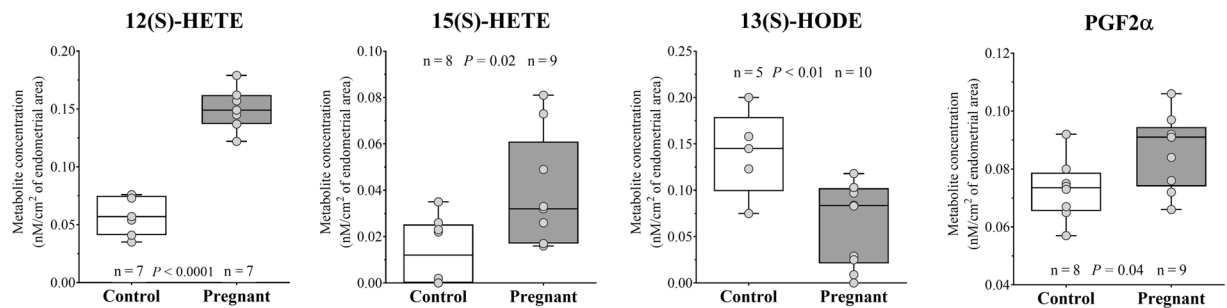 12(S)-HETE
Metabolite concentration
(nM/cm² of endometrial area)
0.20
0.15
0.10
0.05
0.00
n = 7 P < 0.0001 n = 7
Control Pregnant
15(S)-HETE
Metabolite concentration
(nM/cm² of endometrial area)
0.10
0.08
0.06
0.04
0.02
0.00
n = 8 P = 0.02 n = 9
Control Pregnant
13(S)-HODE
Metabolite concentration
(nM/cm² of endometrial area)
0.25
0.20
0.15
0.10
0.05
0.00
n = 5 P < 0.01 n = 10
Control Pregnant
PGF2α
Metabolite concentration
(nM/cm² of endometrial area)
0.12
0.10
0.08
0.06
0.04
n = 8 P = 0.04 n = 9
Control Pregnant